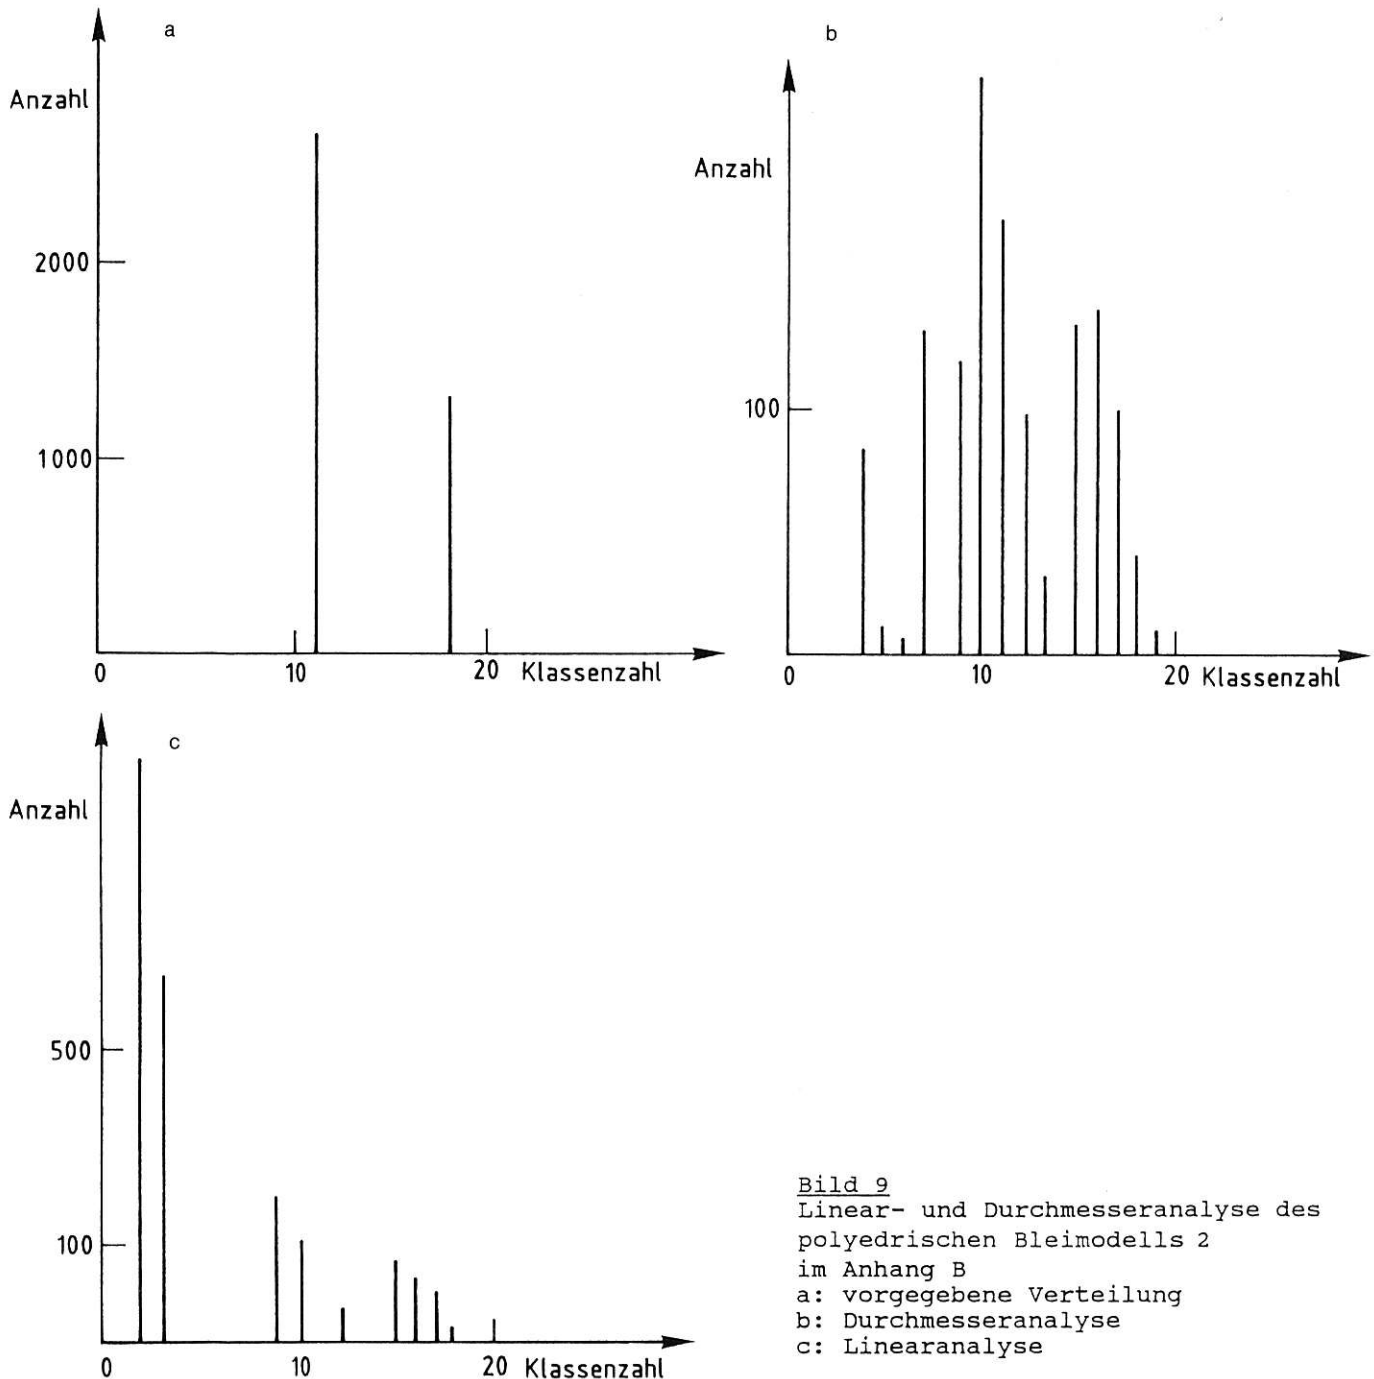 a
Anzahl
2000
1000
0
10
20 Klassenzahl
b
Anzahl
100
0
10
20 Klassenzahl
c
Anzahl
500
100
0
10
20 Klassenzahl
Bild 9
Linear- und Durchmesseranalyse des
polyedrischen Bleimodells 2
im Anhang B
a: vorgegebene Verteilung
b: Durchmesseranalyse
c: Linearanalyse